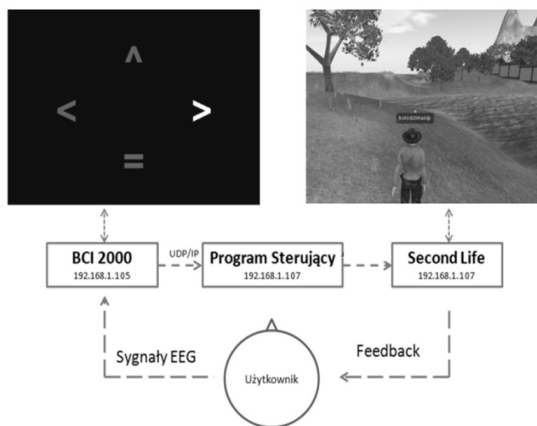 ^
< >
=
BCI 2000
192.168.1.105
UDP/IP
Program Sterujący
192.168.1.107
Second Life
192.168.1.107
Sygnały EEG
Użytkownik
Feedback